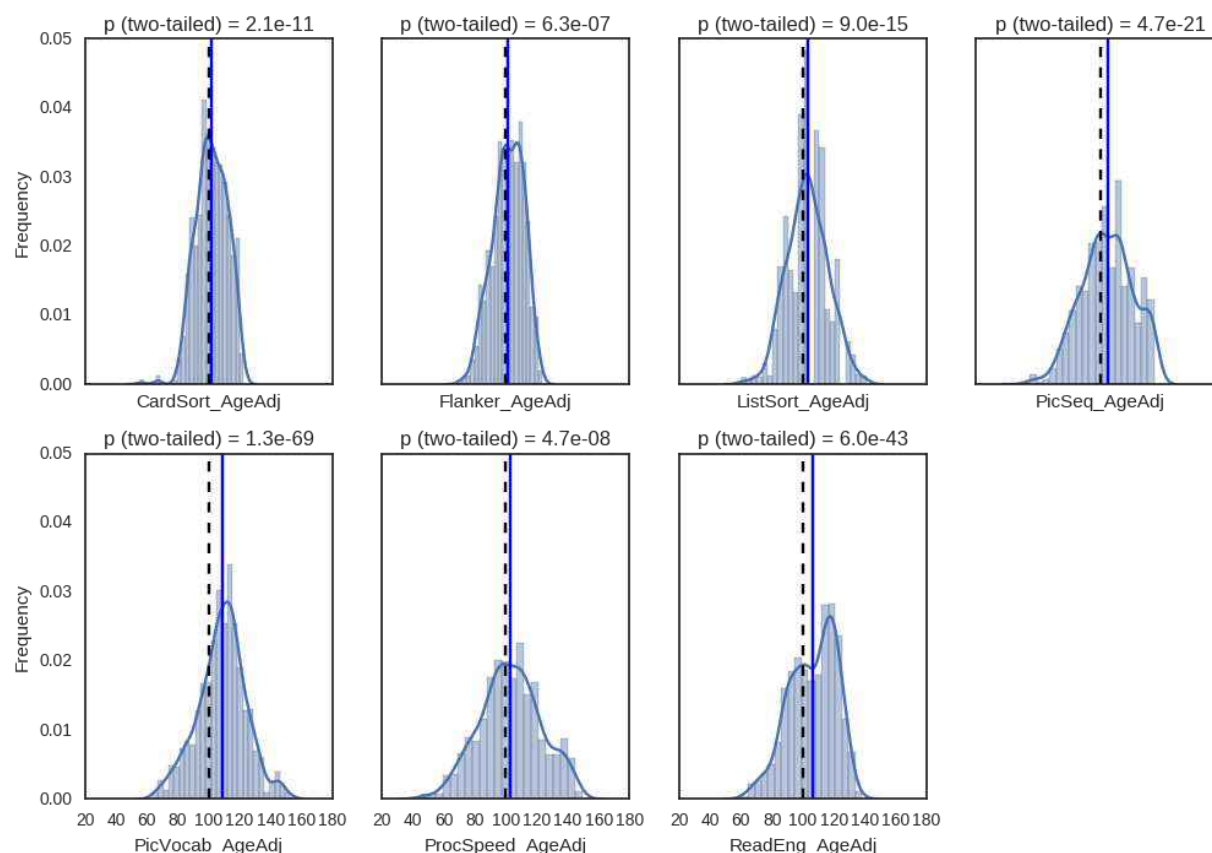 p (two-tailed) = 2.1e-11 p (two-tailed) = 6.3e-07 p (two-tailed) = 9.0e-15 p (two-tailed) = 4.7e-21
0.05
0.04
0.03
0.02
0.01
0.00
Frequency
CardSort_AgeAdj Flanker_AgeAdj ListSort_AgeAdj PicSeq_AgeAdj
p (two-tailed) = 1.3e-69 p (two-tailed) = 4.7e-08 p (two-tailed) = 6.0e-43
0.05
0.04
0.03
0.02
0.01
0.00
Frequency
20 40 60 80 100 120 140 160 180 20 40 60 80 100 120 140 160 180 20 40 60 80 100 120 140 160 180
PicVocab_AgeAdj ProcSpeed_AgeAdj ReadEng_AgeAdj